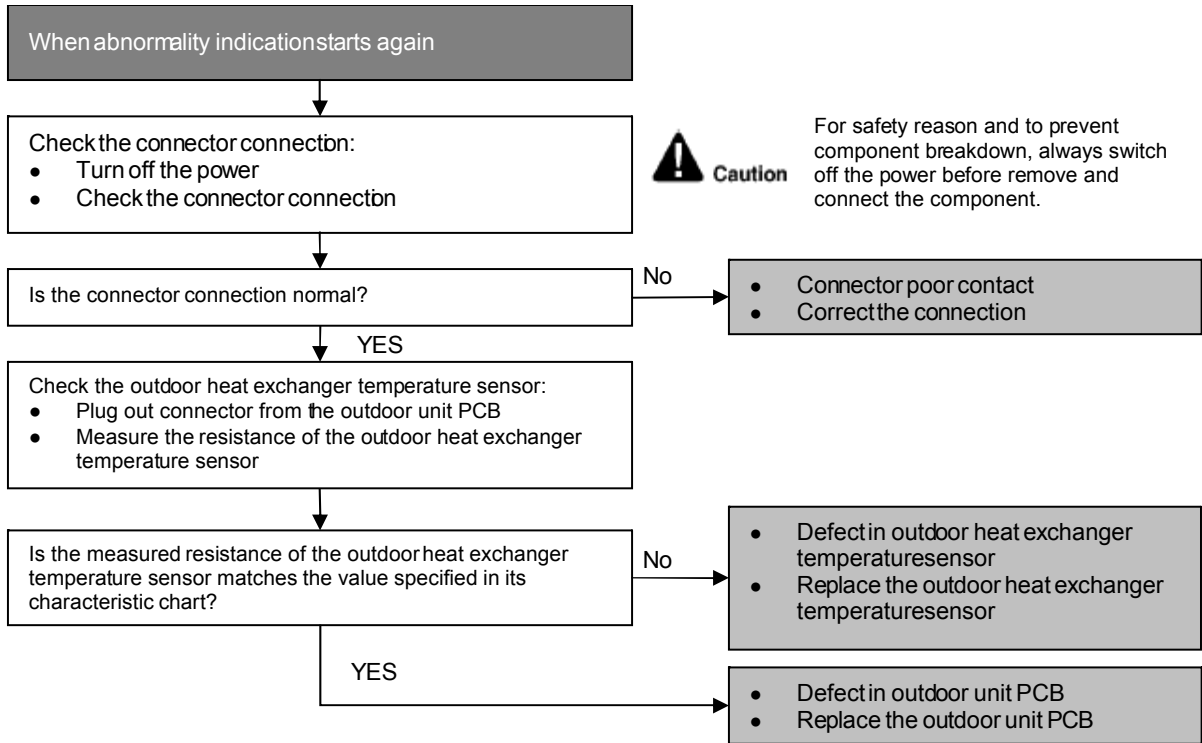 When abnormality indication starts again
Check the connector connection:
● Turn off the power
● Check the connector connection
Caution
For safety reason and to prevent
component breakdown, always switch
off the power before remove and
connect the component.
Is the connector connection normal?
No
● Connector poor contact
● Correct the connection
YES
Check the outdoor heat exchanger temperature sensor:
● Plug out connector from the outdoor unit PCB
● Measure the resistance of the outdoor heat exchanger
temperature sensor
Is the measured resistance of the outdoor heat exchanger
temperature sensor matches the value specified in its
characteristic chart?
No
● Defect in outdoor heat exchanger
temperature sensor
● Replace the outdoor heat exchanger
temperature sensor
YES
● Defect in outdoor unit PCB
● Replace the outdoor unit PCB